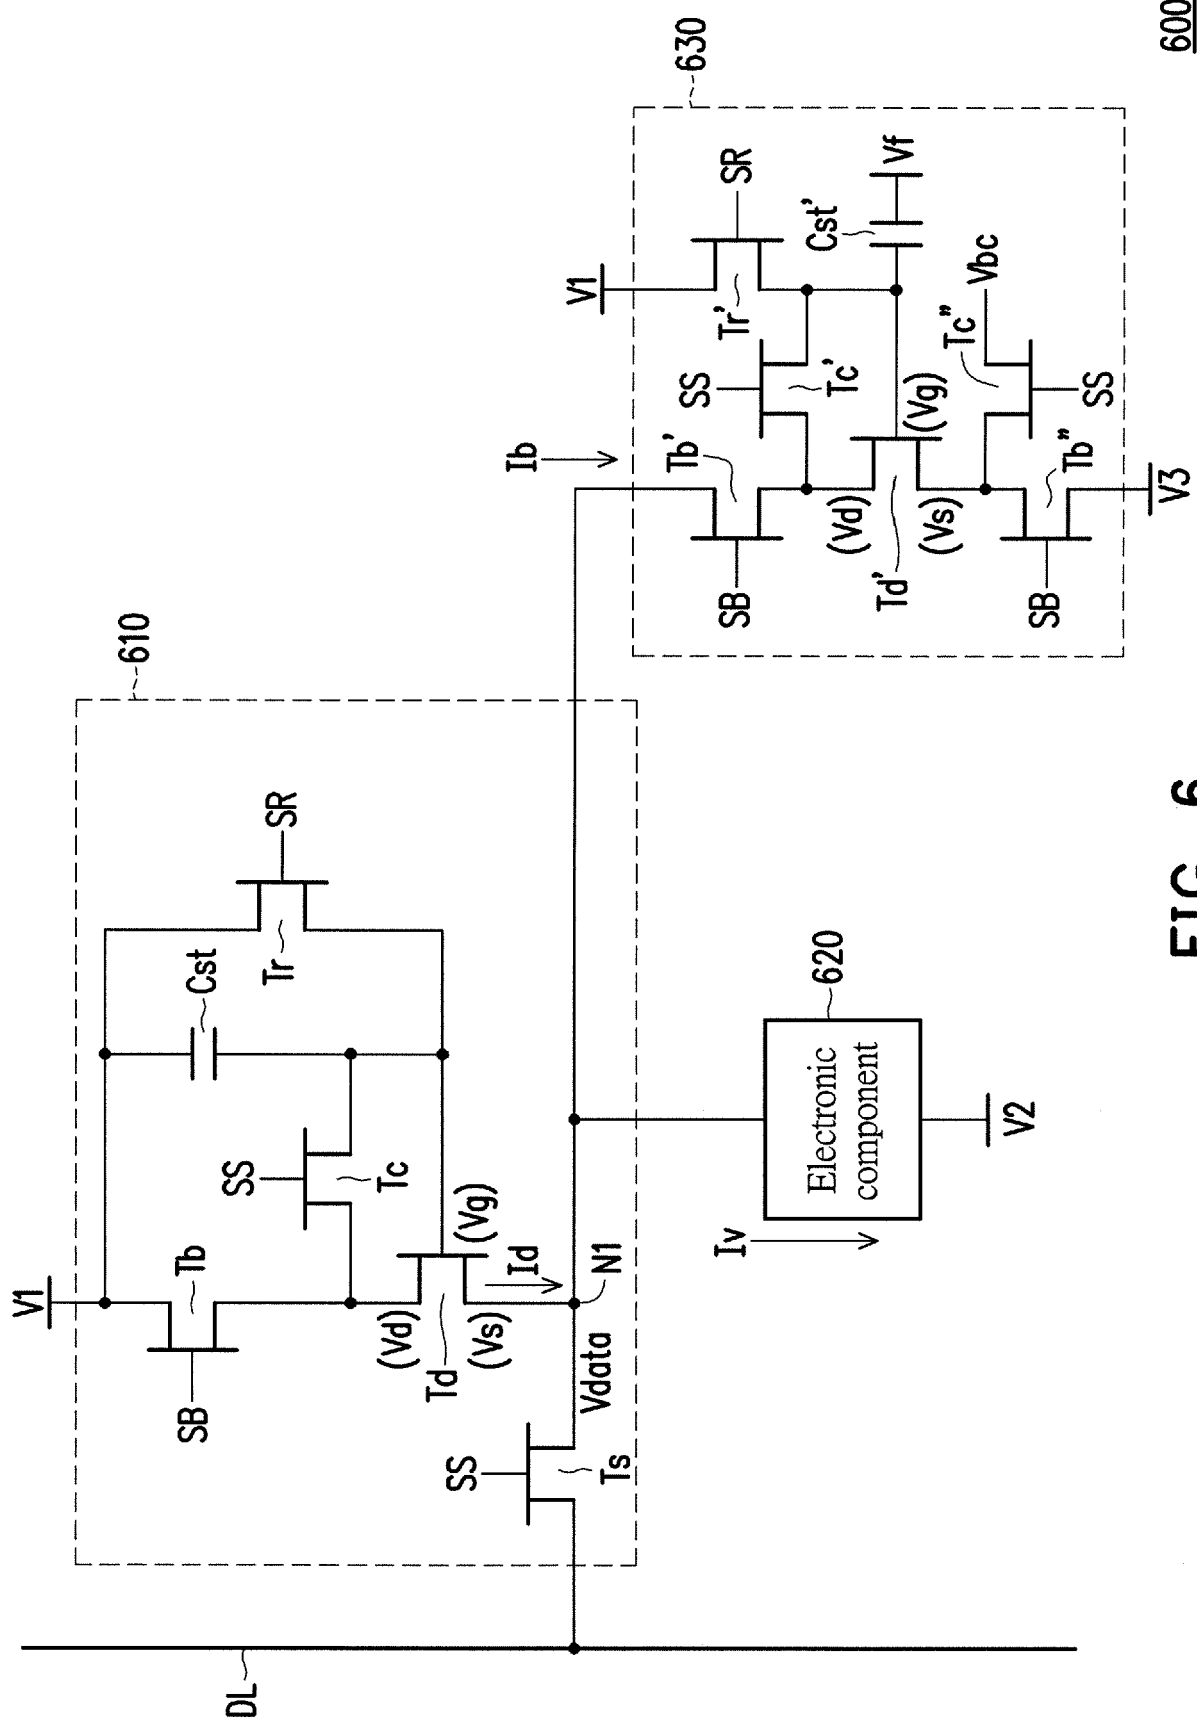 600
630
610
V1
SR
Tr'
Cst'
Vf
SS
Tc'
Ib
Tb'
(Vg)
(Vd)
(Vs)
Td'
SB
Vbc
Tc"
SS
Tb"
SB
V3
V1
Tb
SB
SS
Tc
Cst
Tr
SR
(Vd)
(Vg)
(Vs)
Td
Id
N1
Vdata
SS
Ts
DL
Iv
620
Electronic
component
V2
FIG. 6